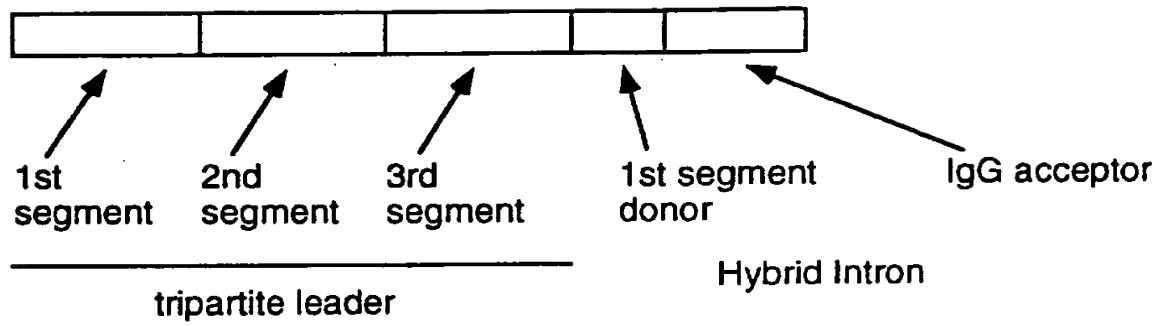 1st
segment
2nd
segment
3rd
segment
1st segment
donor
IgG acceptor
tripartite leader
Hybrid Intron